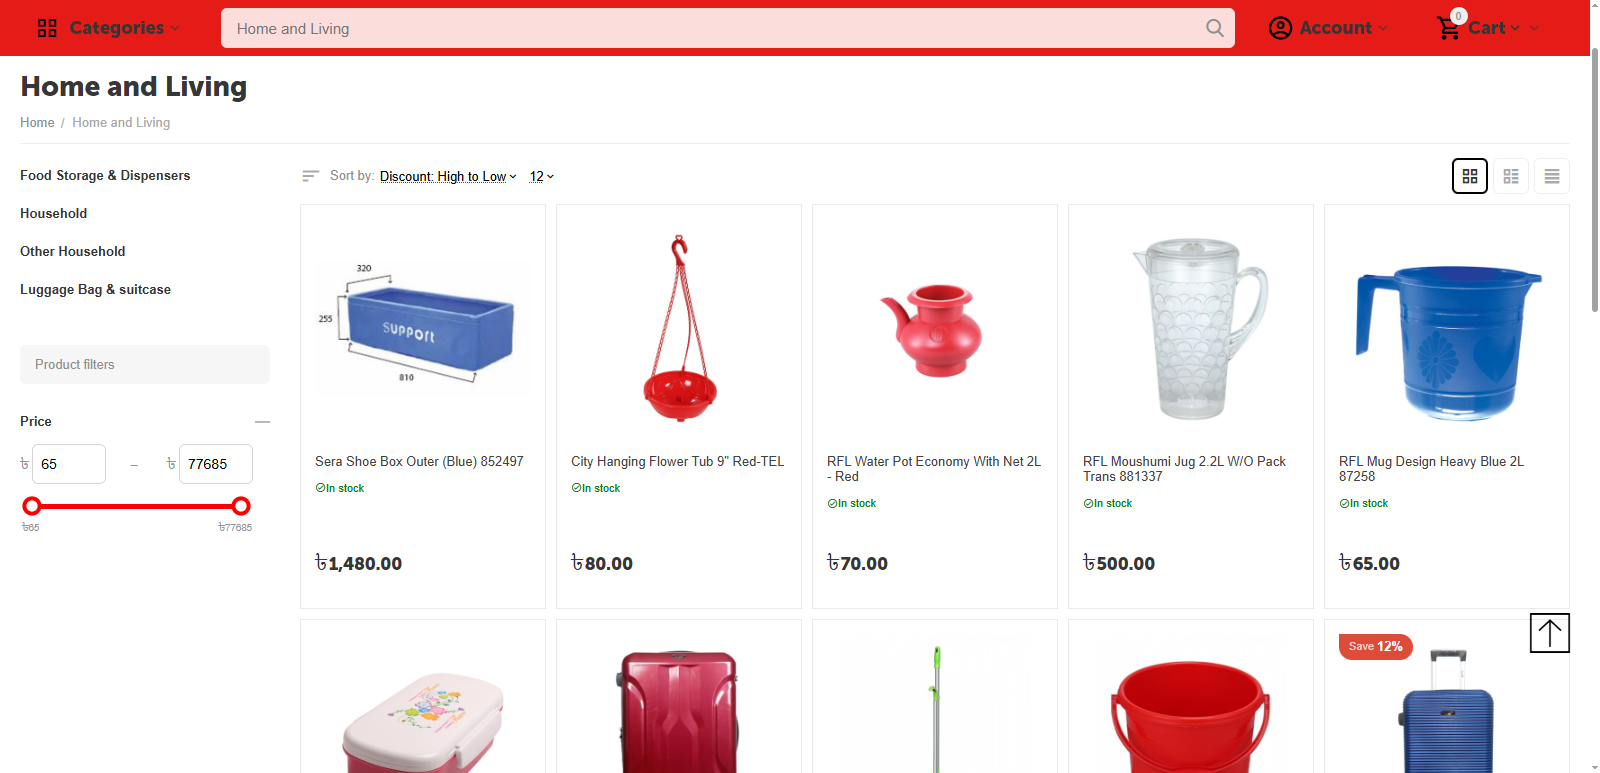 Categories
Home and Living
Account
0
Cart
Home and Living
Home / Home and Living
Food Storage & Dispensers
Household
Other Household
Luggage Bag & suitcase
Product filters
Price
৳ 65 – ৳ 77685
৳65 ৳77685
Sort by: Discount: High to Low 12
320
255
SUPPORT
810
Sera Shoe Box Outer (Blue) 852497
In stock
৳1,480.00
City Hanging Flower Tub 9" Red-TEL
In stock
৳80.00
RFL Water Pot Economy With Net 2L
- Red
In stock
৳70.00
RFL Moushumi Jug 2.2L W/O Pack
Trans 881337
In stock
৳500.00
RFL Mug Design Heavy Blue 2L
87258
In stock
৳65.00
Save 12%